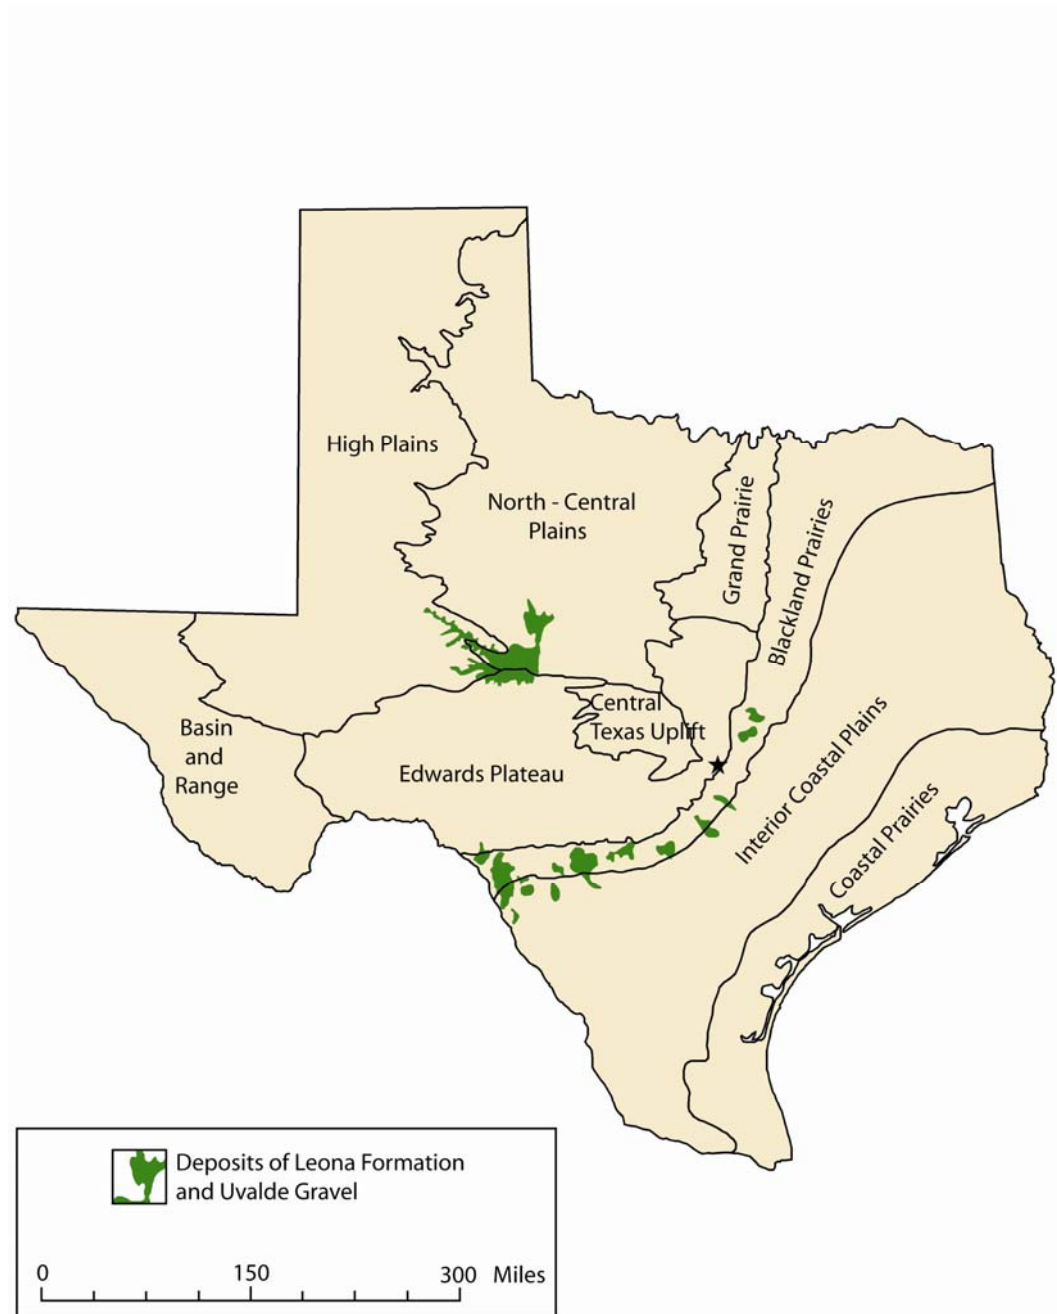 High Plains
North - Central
Plains
Grand Prairie
Blackland Prairies
Central
Texas Uplift
Basin
and
Range
Edwards Plateau
Interior Coastal Plains
Coastal Prairies
Deposits of Leona Formation
and Uvalde Gravel
0 150 300 Miles